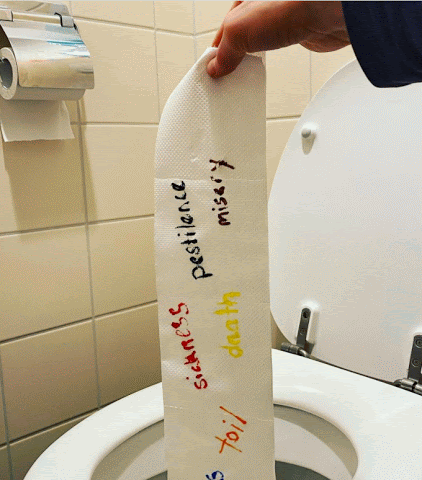 pestilence
misery
sickness
death
toil